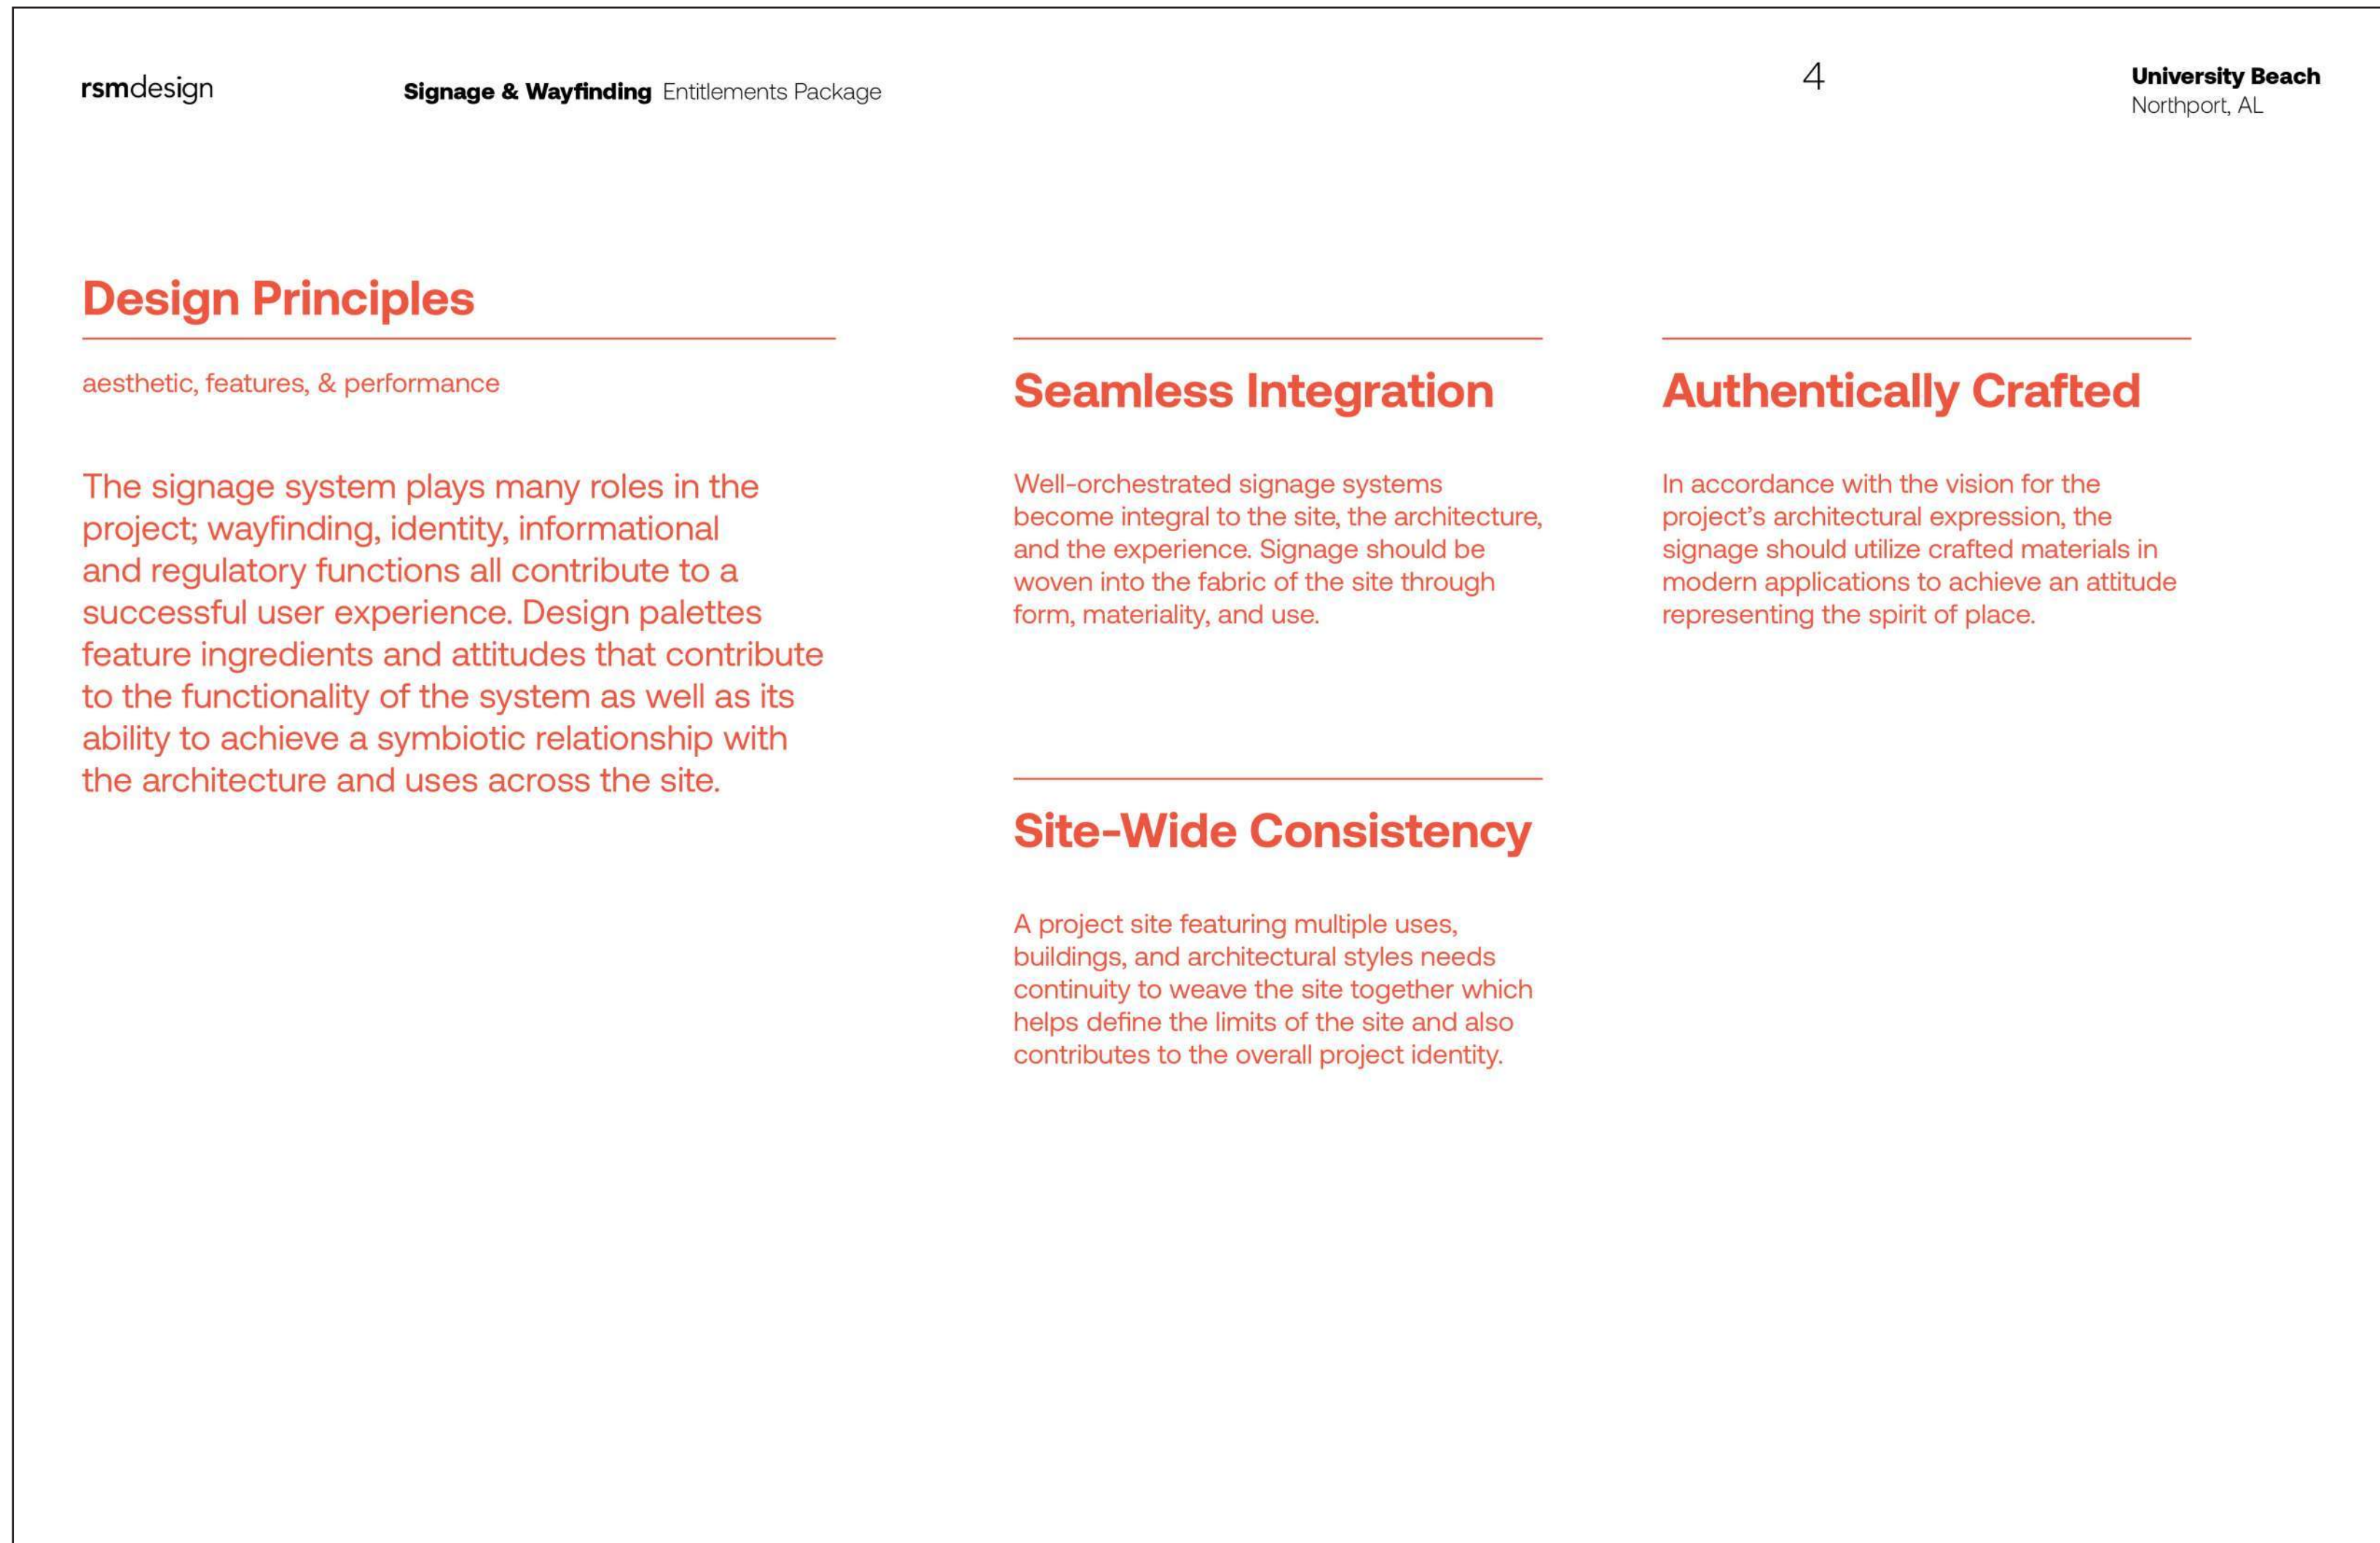 rsmdesign
Signage & Wayfinding Entitlements Package
4
University Beach
Northport, AL
Design Principles
aesthetic, features, & performance
The signage system plays many roles in the
project; wayfinding, identity, informational
and regulatory functions all contribute to a
successful user experience. Design palettes
feature ingredients and attitudes that contribute
to the functionality of the system as well as its
ability to achieve a symbiotic relationship with
the architecture and uses across the site.
Seamless Integration
Well-orchestrated signage systems
become integral to the site, the architecture,
and the experience. Signage should be
woven into the fabric of the site through
form, materiality, and use.
Site-Wide Consistency
A project site featuring multiple uses,
buildings, and architectural styles needs
continuity to weave the site together which
helps define the limits of the site and also
contributes to the overall project identity.
Authentically Crafted
In accordance with the vision for the
project’s architectural expression, the
signage should utilize crafted materials in
modern applications to achieve an attitude
representing the spirit of place.